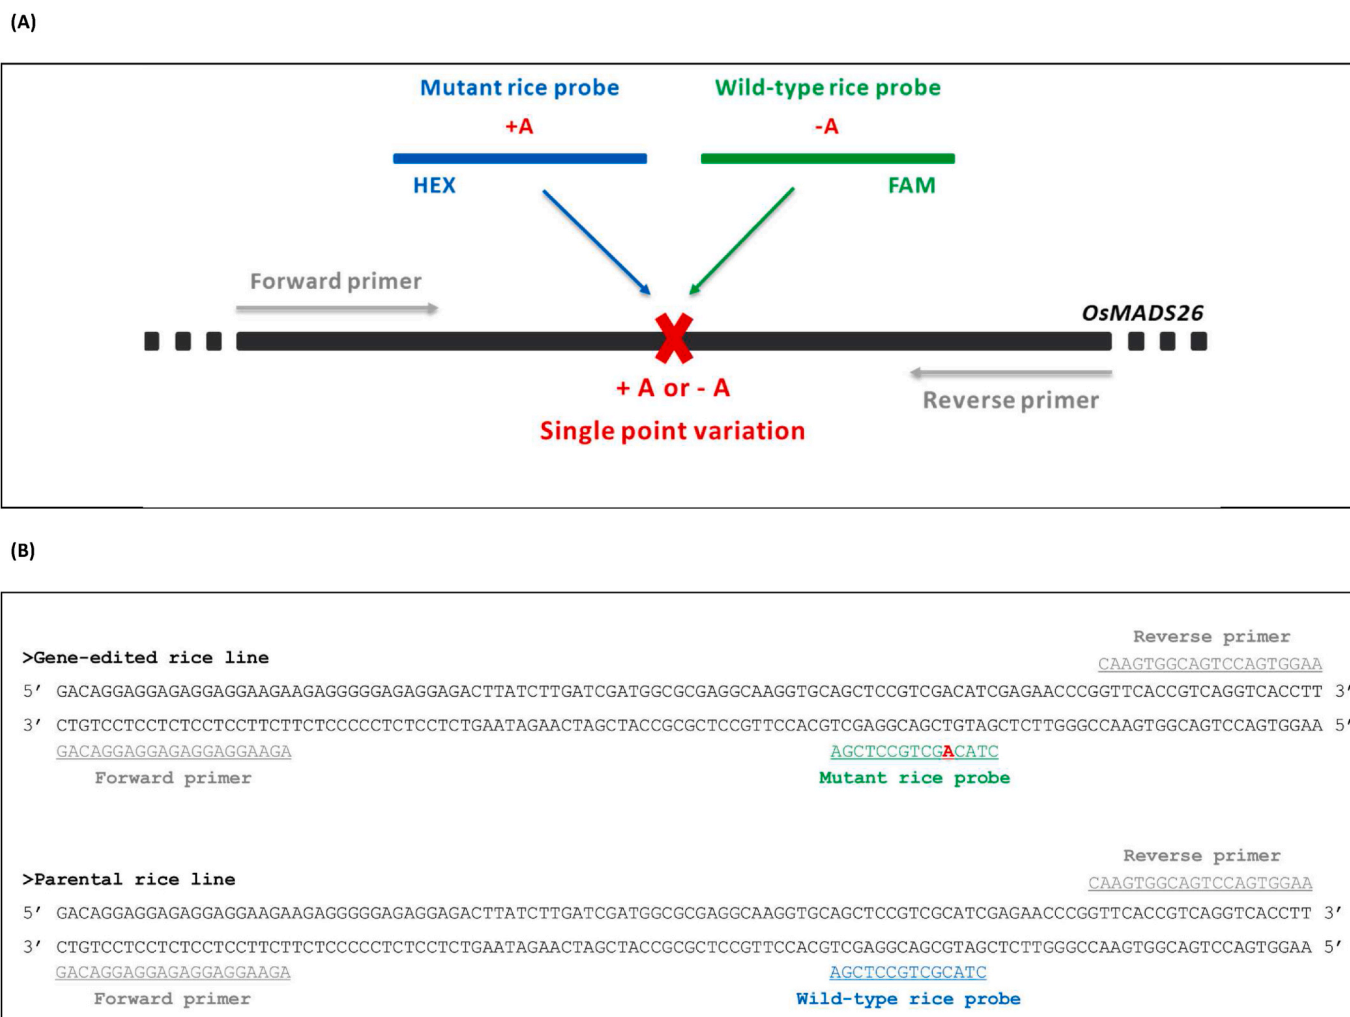 (A)
Mutant rice probe
Wild-type rice probe
+A
-A
HEX
FAM
Forward primer
OsMADS26
+ A or - A
Reverse primer
Single point variation
(B)
Reverse primer
>Gene-edited rice line
CAAGTGGCAGTCCAGTGGAA
5’ GACAGGAGGAGAGGAGGAAGAAGAGGGGGAGAGGAGACTTATCTTGATCGATGGCGCGAGGCAAGGTGCAGCTCCGTCGACATCGAGAACCCGGTTCACCGTCAGGTCACCTT 3’
3’ CTGTCCTCCTCTCCTCCTTCTTCTCCCCCTCTCCTCTGAATAGAACTAGCTACCGCGCTCCGTTCCACGTCGAGGCAGCTGTAGCTCTTGGGCCAAGTGGCAGTCCAGTGGAA 5’
GACAGGAGGAGAGGAGGAAGA
AGCTCCGTCGACATC
Forward primer
Mutant rice probe
Reverse primer
>Parental rice line
CAAGTGGCAGTCCAGTGGAA
5’ GACAGGAGGAGAGGAGGAAGAAGAGGGGGAGAGGAGACTTATCTTGATCGATGGCGCGAGGCAAGGTGCAGCTCCGTCGCATCGAGAACCCGGTTCACCGTCAGGTCACCTT 3’
3’ CTGTCCTCCTCTCCTCCTTCTTCTCCCCCTCTCCTCTGAATAGAACTAGCTACCGCGCTCCGTTCCACGTCGAGGCAGCGTAGCTCTTGGGCCAAGTGGCAGTCCAGTGGAA 5’
GACAGGAGGAGAGGAGGAAGA
AGCTCCGTCGCATC
Forward primer
Wild-type rice probe